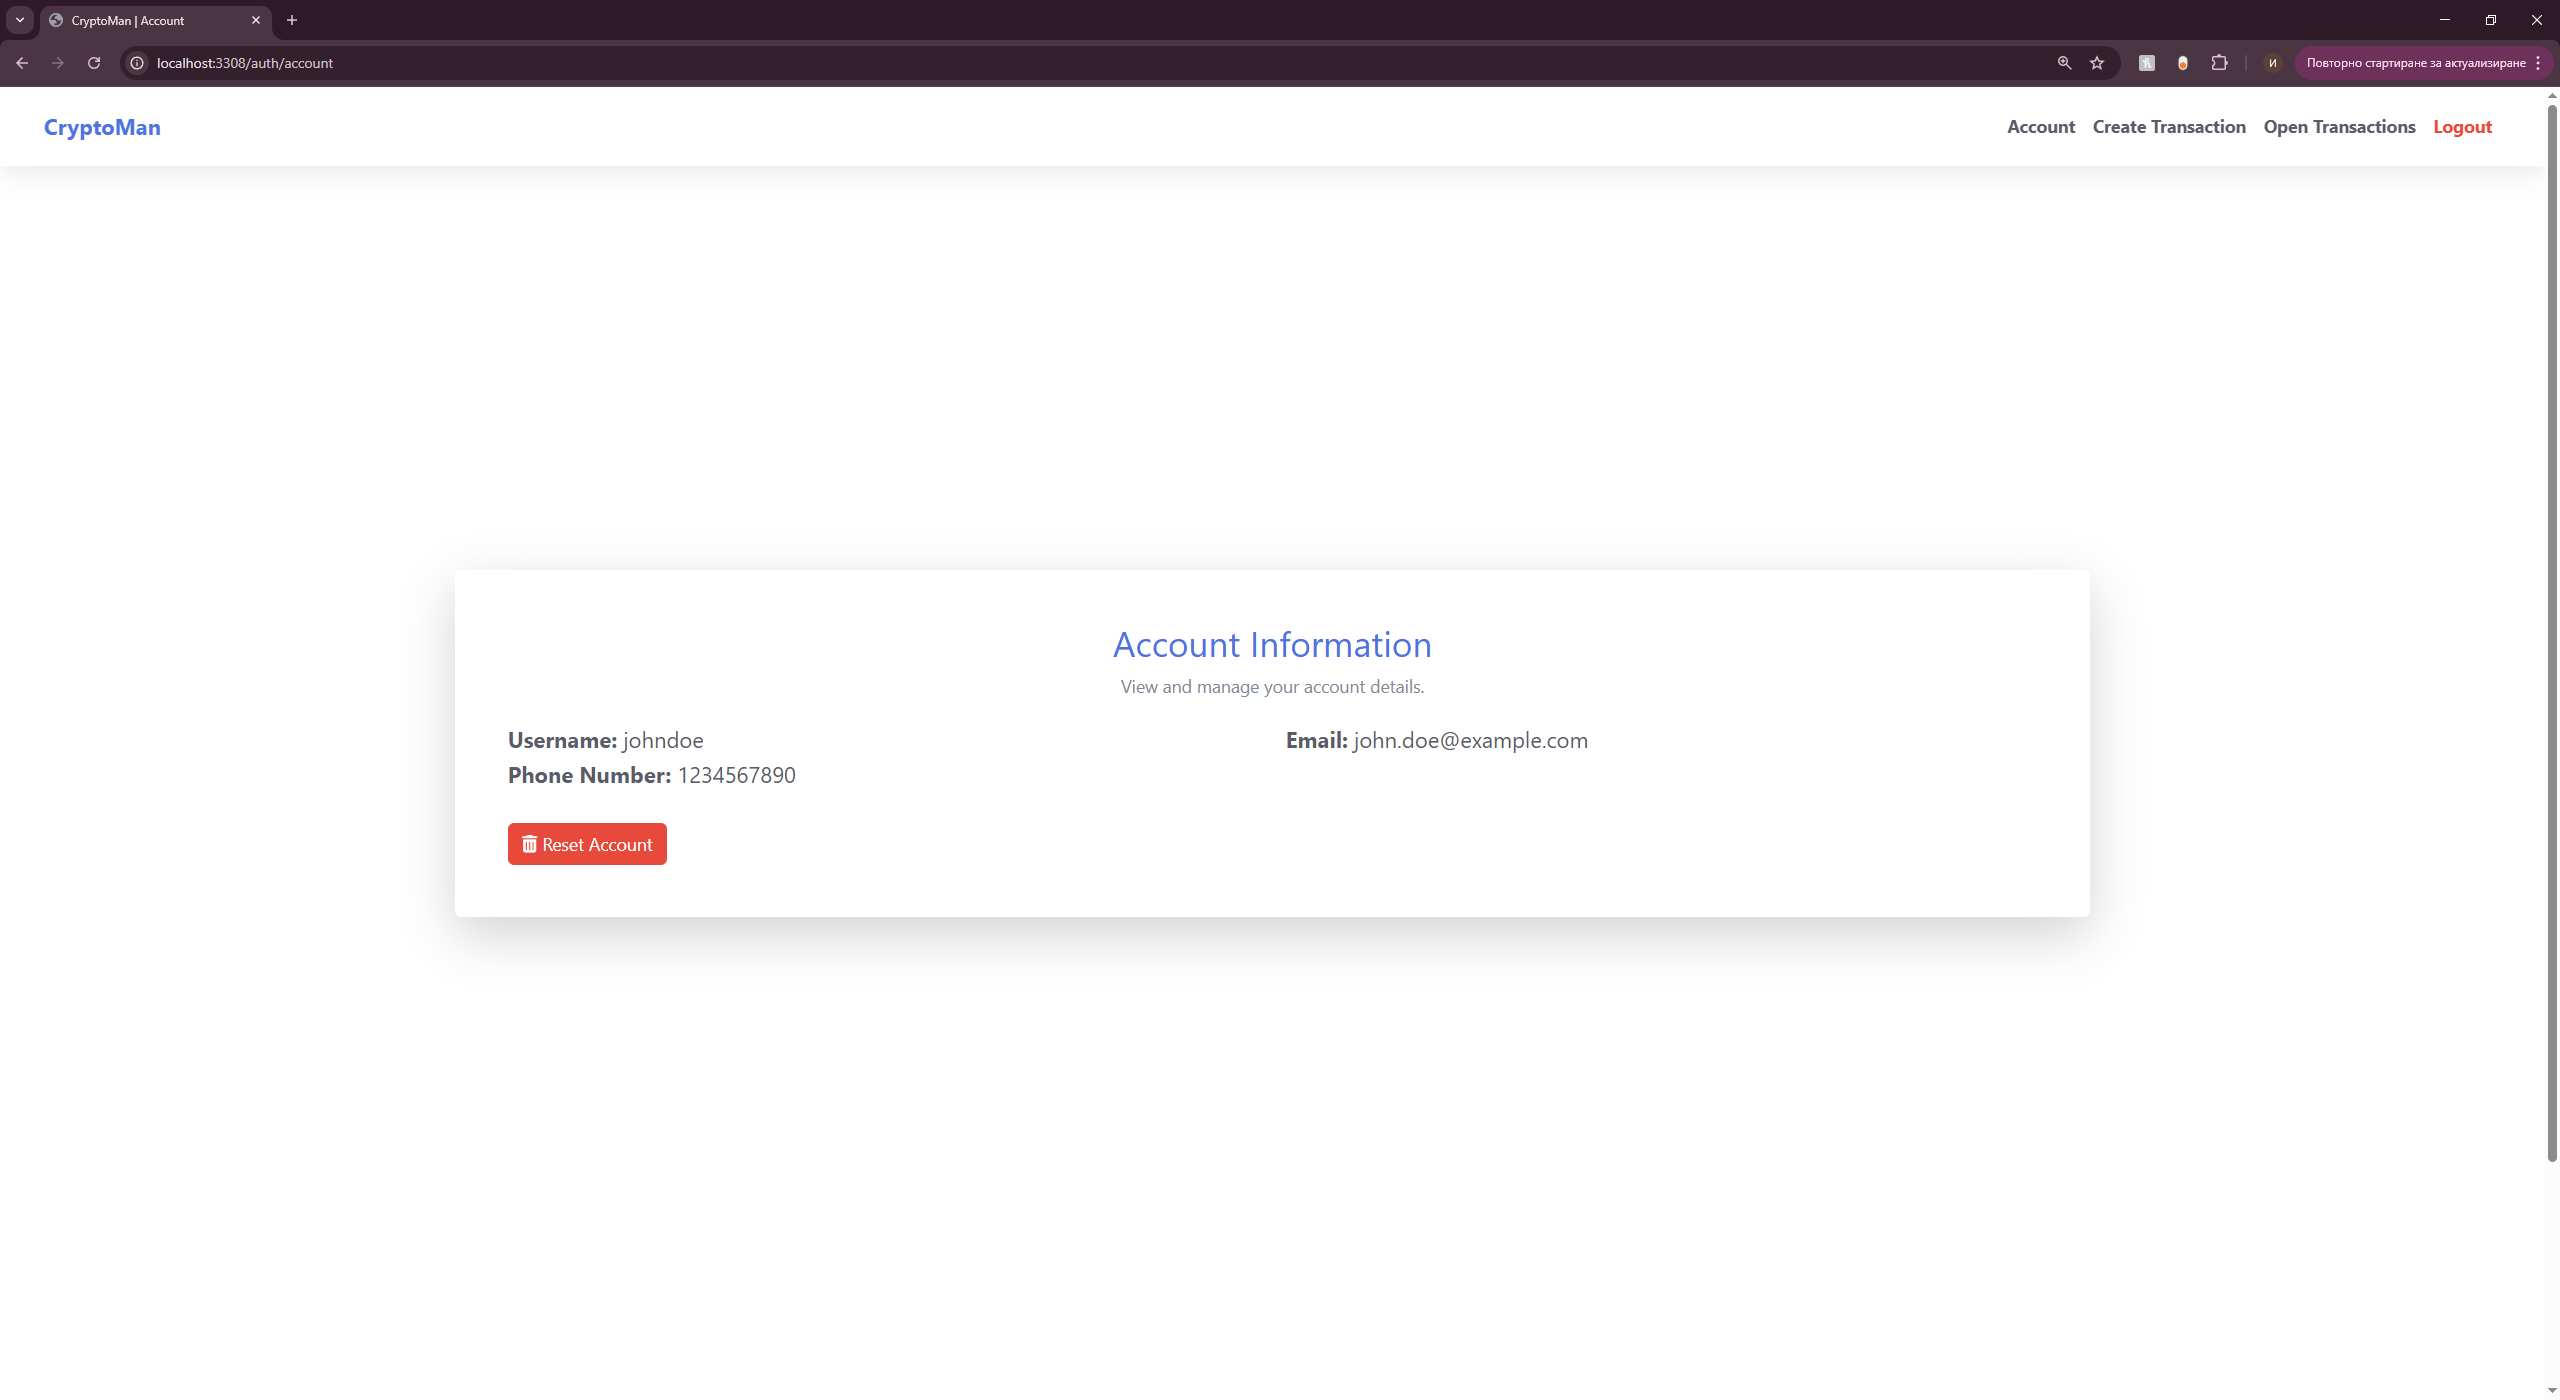 CryptoMan | Account
localhost:3308/auth/account
И
Повторно стартиране за актуализиране
CryptoMan
Account Create Transaction Open Transactions Logout
Account Information
View and manage your account details.
Username: johndoe
Email: john.doe@example.com
Phone Number: 1234567890
Reset Account